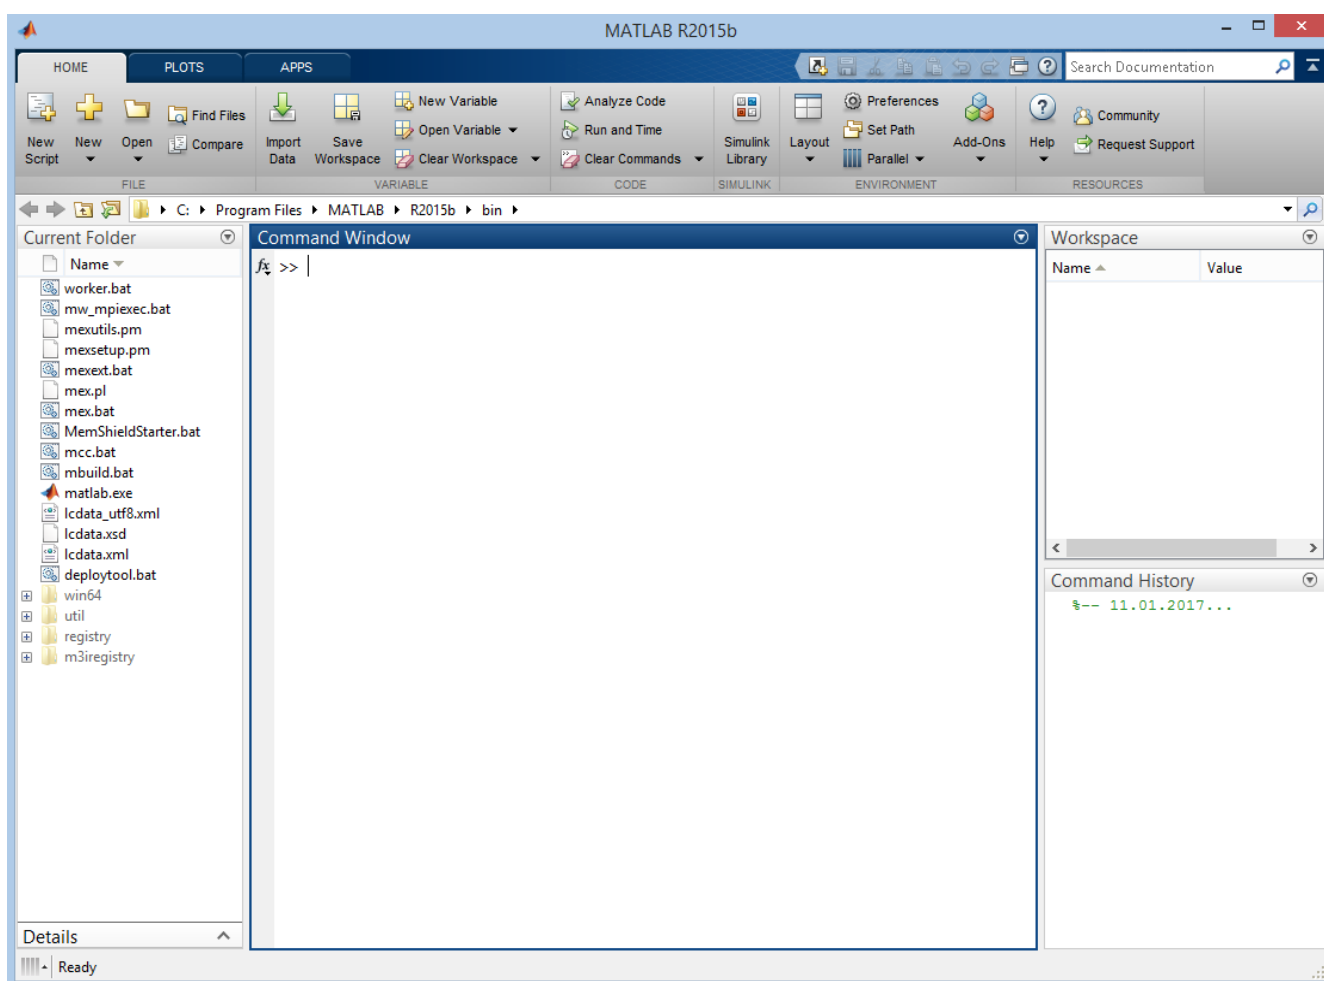 MATLAB R2015b
HOME PLOTS APPS
Search Documentation
New Script
New
Open
Find Files
Compare
FILE
Import Data
Save Workspace
New Variable
Open Variable
Clear Workspace
VARIABLE
Analyze Code
Run and Time
Clear Commands
CODE
Simulink Library
SIMULINK
Layout
Preferences
Set Path
Parallel
Add-Ons
ENVIRONMENT
Help
Community
Request Support
RESOURCES
C: Program Files MATLAB R2015b bin
Current Folder
Name
worker.bat
mw_mpiexec.bat
mexutils.pm
mexsetup.pm
mexext.bat
mex.pl
mex.bat
MemShieldStarter.bat
mcc.bat
mbuild.bat
matlab.exe
lcdata_utf8.xml
lcdata.xsd
lcdata.xml
deploytool.bat
win64
util
registry
m3iregistry
Details
Command Window
fx >>
Workspace
Name Value
Command History
%-- 11.01.2017...
Ready